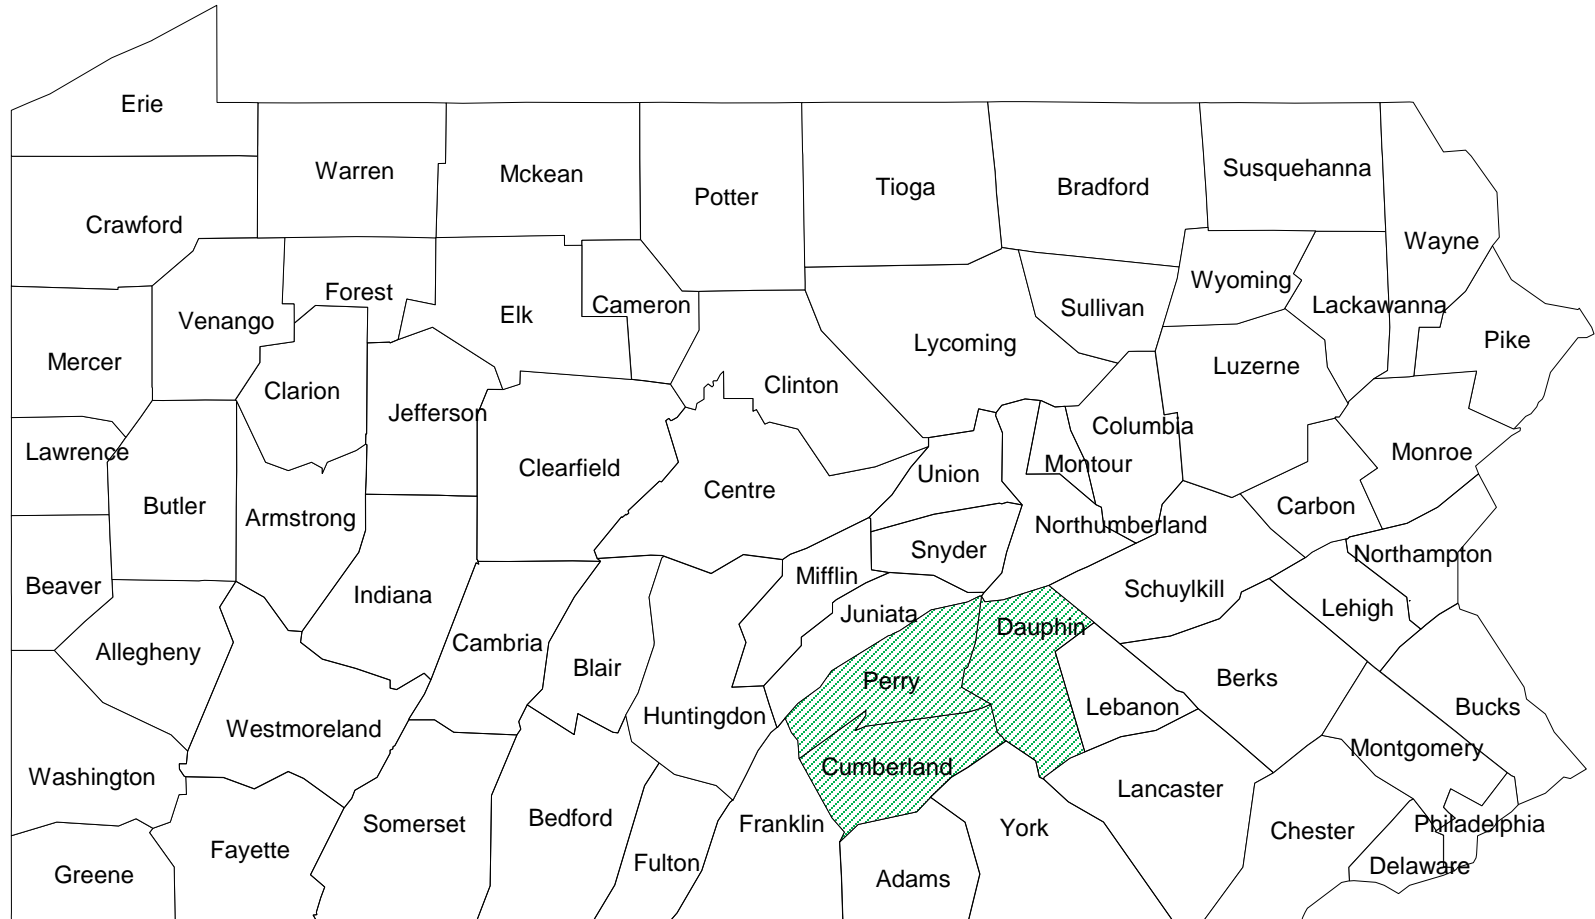 Erie
Warren
Mckean
Potter
Tioga
Bradford
Susquehanna
Crawford
Wayne
Forest
Venango
Elk
Cameron
Wyoming
Lackawanna
Sullivan
Lycoming
Pike
Mercer
Luzerne
Clarion
Clinton
Jefferson
Columbia
Lawrence
Clearfield
Centre
Union
Montour
Monroe
Butler
Armstrong
Carbon
Northumberland
Snyder
Northampton
Beaver
Indiana
Mifflin
Schuylkill
Lehigh
Juniata
Dauphin
Cambria
Allegheny
Blair
Perry
Berks
Huntingdon
Lebanon
Bucks
Westmoreland
Montgomery
Washington
Cumberland
Lancaster
Somerset
Bedford
Franklin
York
Chester
Philadelphia
Fayette
Fulton
Delaware
Greene
Adams